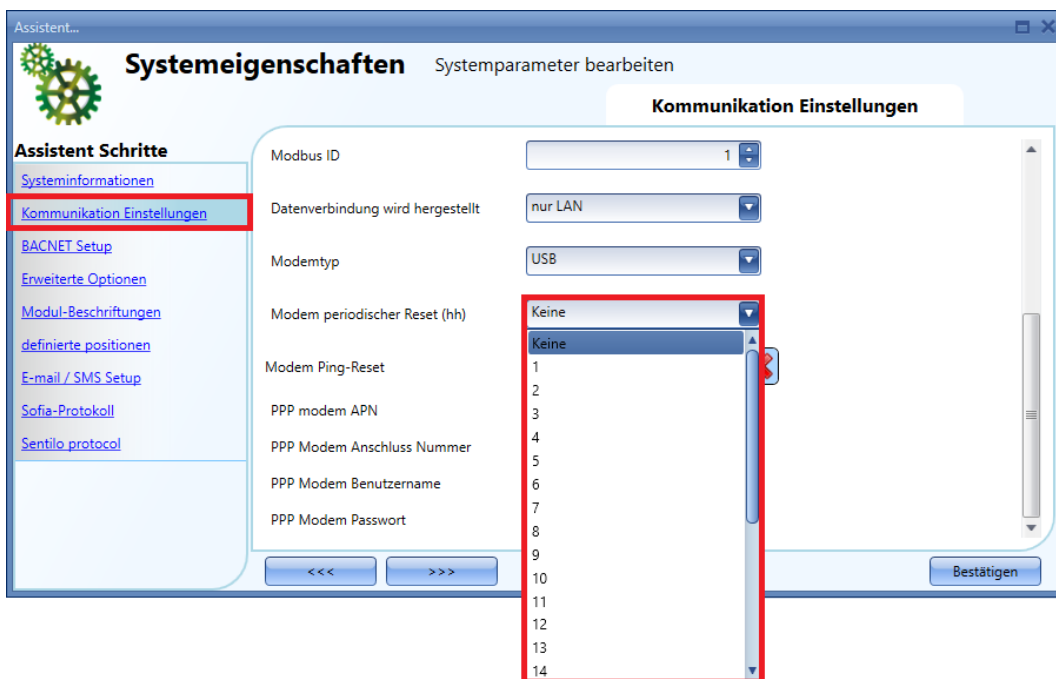 Assistent...
Systemeigenschaften Systemparameter bearbeiten
Kommunikation Einstellungen
Assistent Schritte
Systeminformationen
Kommunikation Einstellungen
BACNET Setup
Erweiterte Optionen
Modul-Beschriftungen
definierte positionen
E-mail / SMS Setup
Sofia-Protokoll
Sentilo protocol
Modbus ID 1
Datenverbindung wird hergestellt nur LAN
Modemtyp USB
Modem periodischer Reset (hh) Keine
Modem Ping-Reset
PPP modem APN
PPP Modem Anschluss Nummer
PPP Modem Benutzername
PPP Modem Passwort
Keine
1
2
3
4
5
6
7
8
9
10
11
12
13
14
<<< >>> Bestätigen